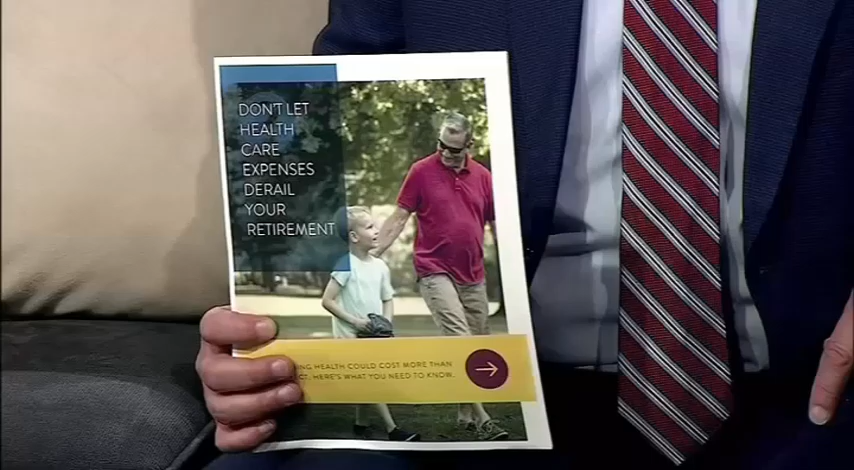 DON'T LET
HEALTH
CARE
EXPENSES
DERAIL
YOUR
RETIREMENT
HEALTH COULD COST MORE THAN
HERE'S WHAT YOU NEED TO KNOW.